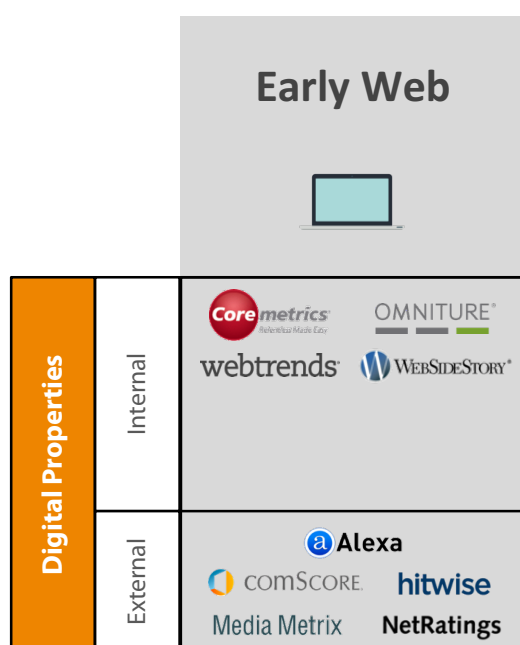 Early Web
Digital Properties
Internal
Coremetrics®
OMNITURE®
webtrends®
WEBSIDESTORY®
External
a Alexa
COMSCORE.
hitwise
Media Metrix
NetRatings